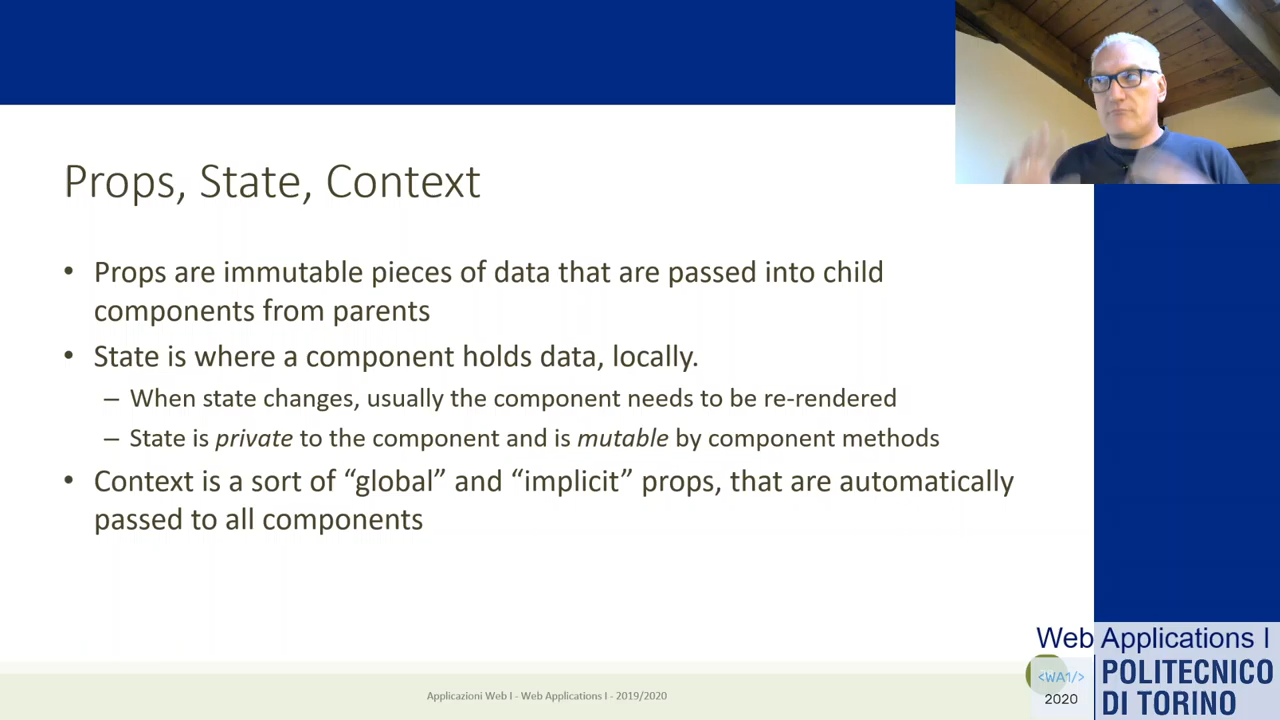 Props, State, Context
• Props are immutable pieces of data that are passed into child
components from parents
• State is where a component holds data, locally.
– When state changes, usually the component needs to be re-rendered
– State is private to the component and is mutable by component methods
• Context is a sort of “global” and “implicit” props, that are automatically
passed to all components
Applicazioni Web I - Web Applications I - 2019/2020
Web Applications I
<WA1/>
2020
POLITECNICO
DI TORINO